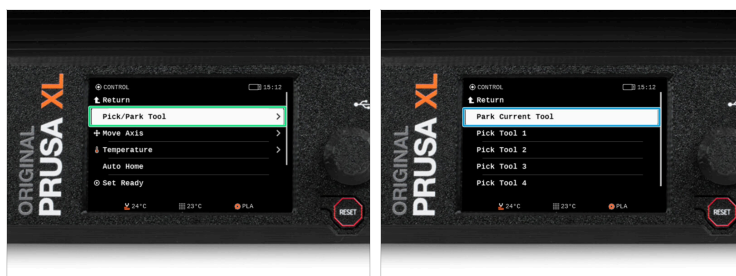 ORIGINAL
PRUSA XL
CONTROL
15:12
Return
Pick/Park Tool
Move Axis
Temperature
Auto Home
Set Ready
24°C
23°C
PLA
RESET
ORIGINAL
PRUSA XL
CONTROL
15:12
Return
Park Current Tool
Pick Tool 1
Pick Tool 2
Pick Tool 3
Pick Tool 4
24°C
23°C
PLA
RESET